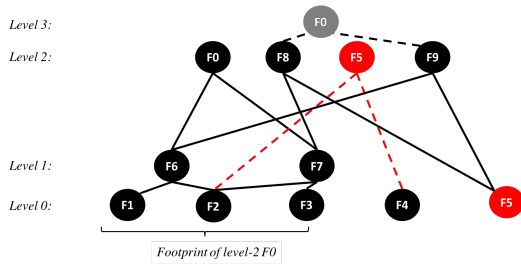 Level 3: F0
Level 2: F0 F8 F5 F9
Level 1: F6 F7
Level 0: F1 F2 F3 F4 F5
Footprint of level-2 F0